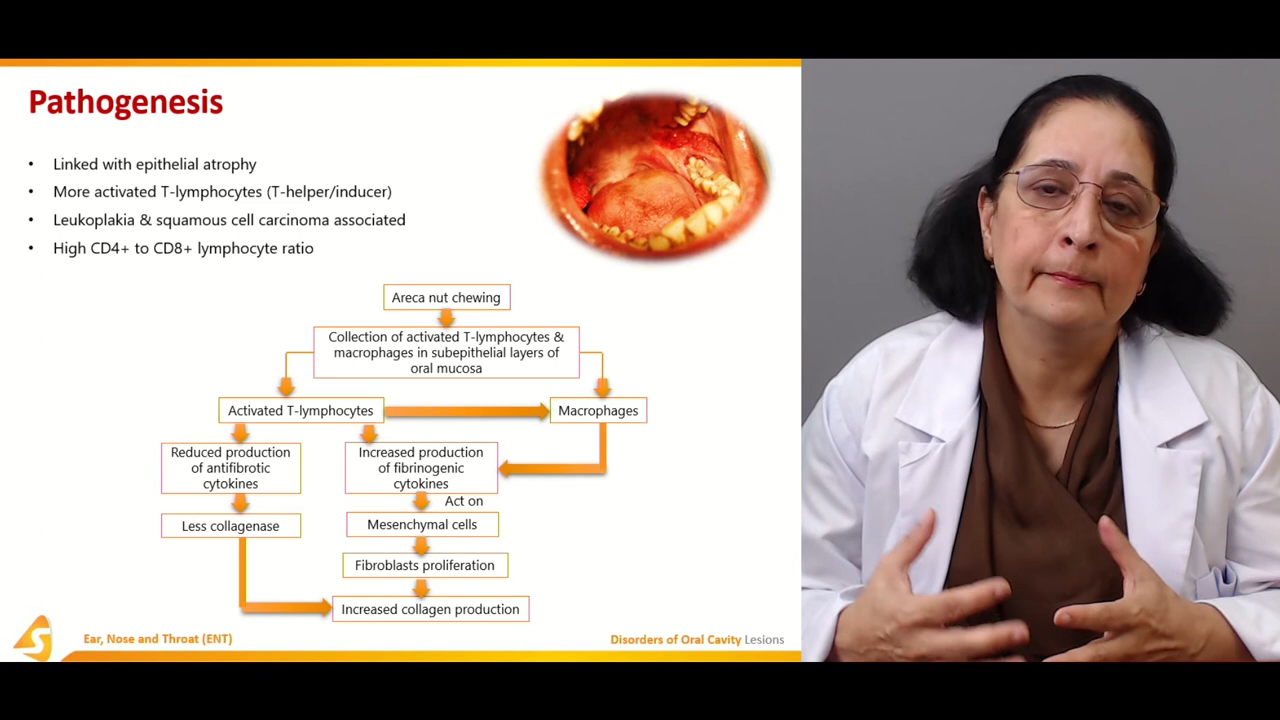 Pathogenesis
• Linked with epithelial atrophy
• More activated T-lymphocytes (T-helper/inducer)
• Leukoplakia & squamous cell carcinoma associated
• High CD4+ to CD8+ lymphocyte ratio
Areca nut chewing
Collection of activated T-lymphocytes &
macrophages in subepithelial layers of
oral mucosa
Activated T-lymphocytes
Macrophages
Reduced production
of antifibrotic
cytokines
Increased production
of fibrinogenic
cytokines
Act on
Less collagenase
Mesenchymal cells
Fibroblasts proliferation
Increased collagen production
S
Ear, Nose and Throat (ENT)
Disorders of Oral Cavity Lesions